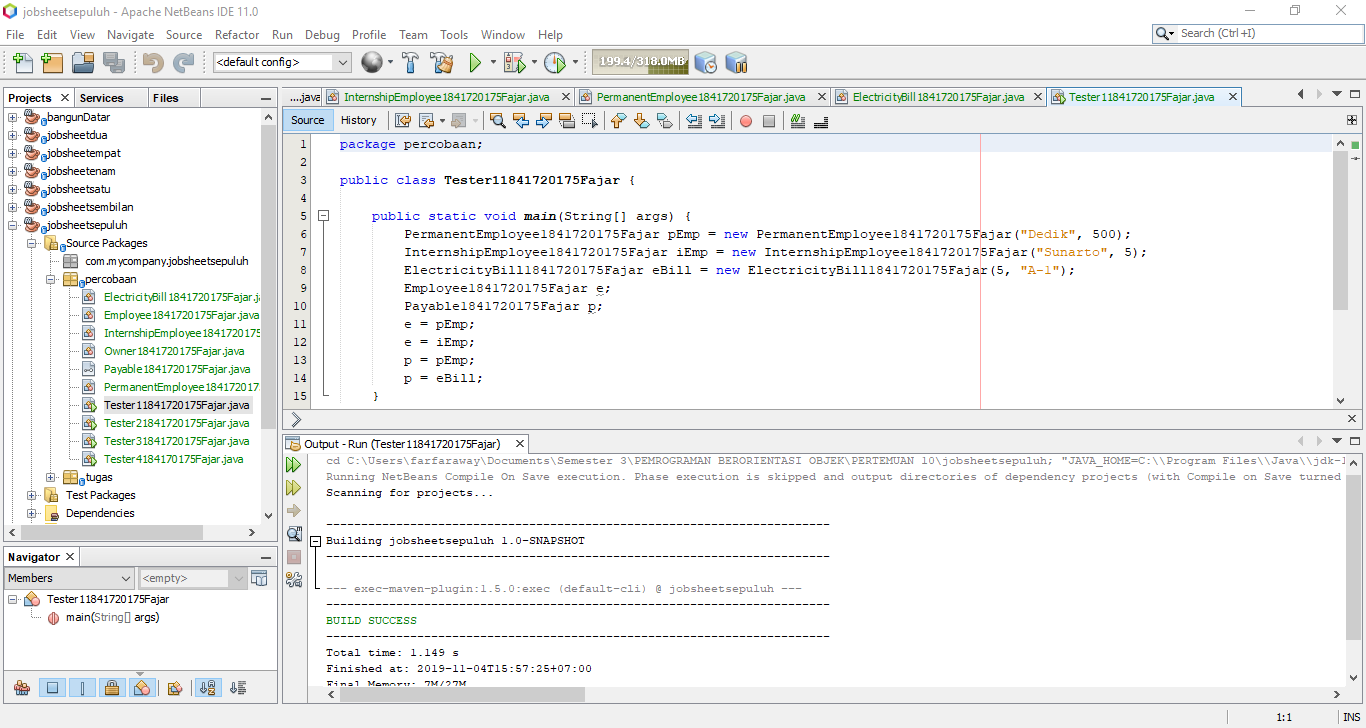 jobsheetsepuluh - Apache NetBeans IDE 11.0
File Edit View Navigate Source Refactor Run Debug Profile Team Tools Window Help
Search (Ctrl+I)
<default config>
199.4/318.0MB
Projects Services Files
bangunDatar
jobsheetdua
jobsheetempat
jobsheetenam
jobsheetsatu
jobsheetsembilan
jobsheetsepuluh
Source Packages
com.mycompany.jobsheetsepuluh
percobaan
ElectricityBill1841720175Fajar.ja
Employee1841720175Fajar.java
InternshipEmployee1841720175
Owner1841720175Fajar.java
Payable1841720175Fajar.java
PermanentEmployee184172017
Tester11841720175Fajar.java
Tester21841720175Fajar.java
Tester31841720175Fajar.java
Tester4184170175Fajar.java
tugas
Test Packages
Dependencies
Navigator
Members
<empty>
Tester11841720175Fajar
main(String[] args)
....java InternshipEmployee1841720175Fajar.java PermanentEmployee1841720175Fajar.java ElectricityBill1841720175Fajar.java Tester11841720175Fajar.java
Source History
1 package percobaan;
2
3 public class Tester11841720175Fajar {
4
5 public static void main(String[] args) {
6 PermanentEmployee1841720175Fajar pEmp = new PermanentEmployee1841720175Fajar("Dedik", 500);
7 InternshipEmployee1841720175Fajar iEmp = new InternshipEmployee1841720175Fajar("Sunarto", 5);
8 ElectricityBill1841720175Fajar eBill = new ElectricityBill1841720175Fajar(5, "A-1");
9 Employee1841720175Fajar e;
10 Payable1841720175Fajar p;
11 e = pEmp;
12 e = iEmp;
13 p = pEmp;
14 p = eBill;
15 }
Output - Run (Tester11841720175Fajar)
cd C:\Users\farfaraway\Documents\Semester 3\PEMROGRAMAN BERORIENTASI OBJEK\PERTEMUAN 10\jobsheetsepuluh; "JAVA_HOME=C:\\Program Files\\Java\\jdk-1
Running NetBeans Compile On Save execution. Phase execution is skipped and output directories of dependency projects (with Compile on Save turned
Scanning for projects...
------------------------------------------------------------------------
Building jobsheetsepuluh 1.0-SNAPSHOT
------------------------------------------------------------------------
--- exec-maven-plugin:1.5.0:exec (default-cli) @ jobsheetsepuluh ---
------------------------------------------------------------------------
BUILD SUCCESS
------------------------------------------------------------------------
Total time: 1.149 s
Finished at: 2019-11-04T15:57:25+07:00
Final Memory: 7M/27M
1:1 INS